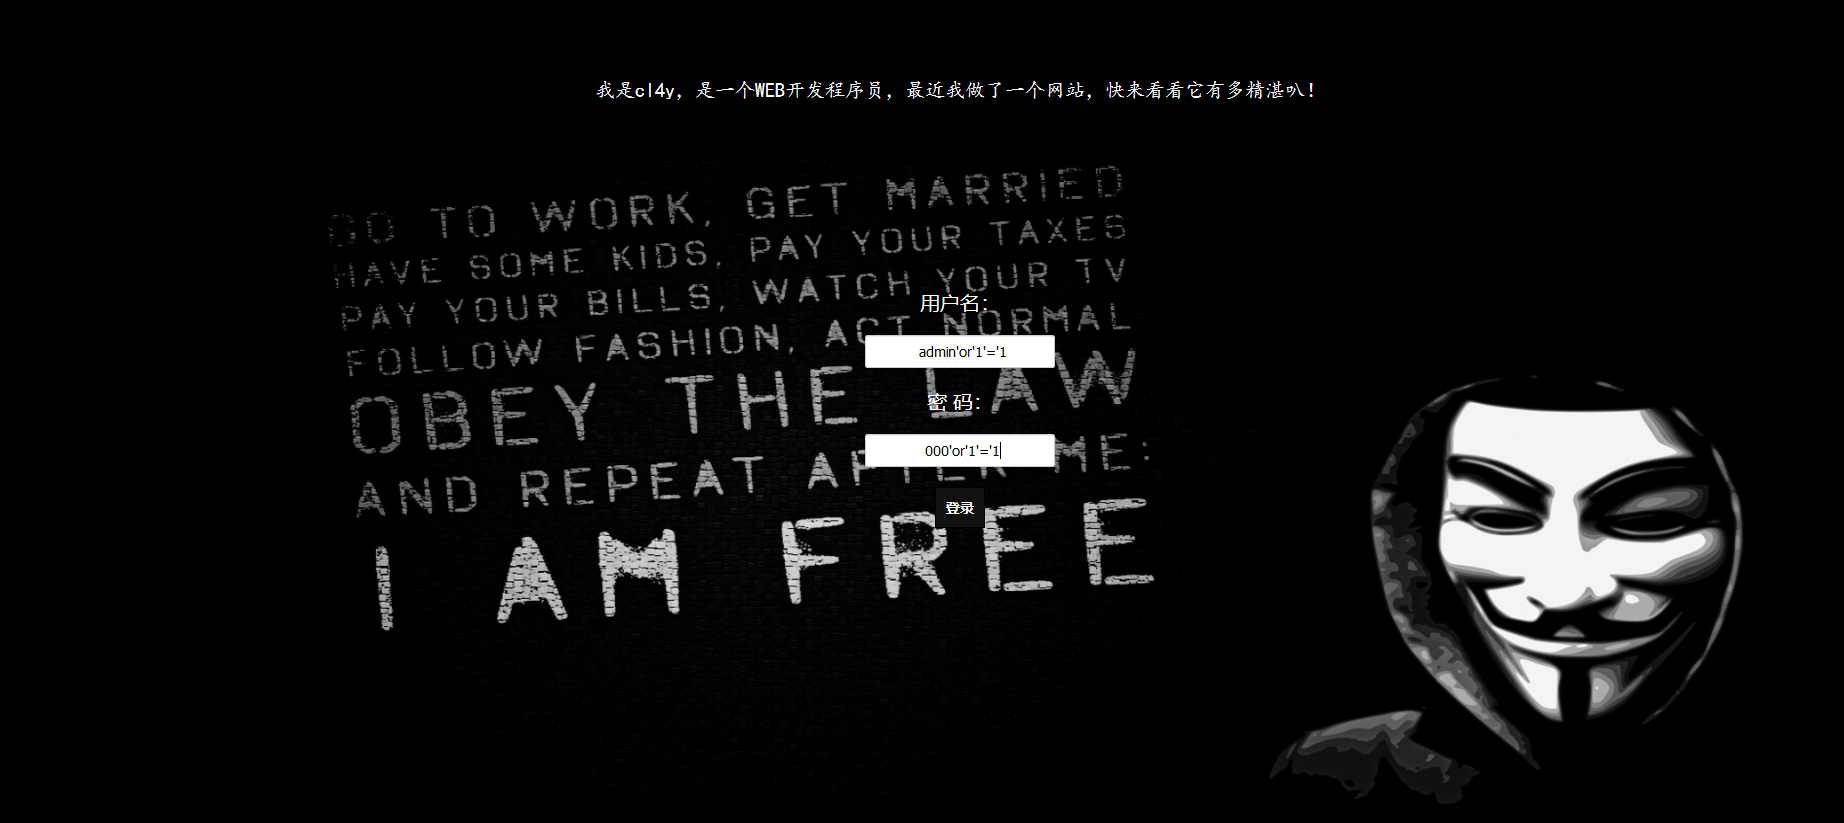 我是cl4y，是一个WEB开发程序员，最近我做了一个网站，快来看看它有多精湛叭！
GO TO WORK, GET MARRIED
HAVE SOME KIDS, PAY YOUR TAXES
PAY YOUR BILLS, WATCH YOUR TV
FOLLOW FASHION, ACT NORMAL
OBEY THE LAW
AND REPEAT AFTER ME:
I AM FREE
用户名：
admin'or'1'='1
密 码：
000'or'1'='1
登录